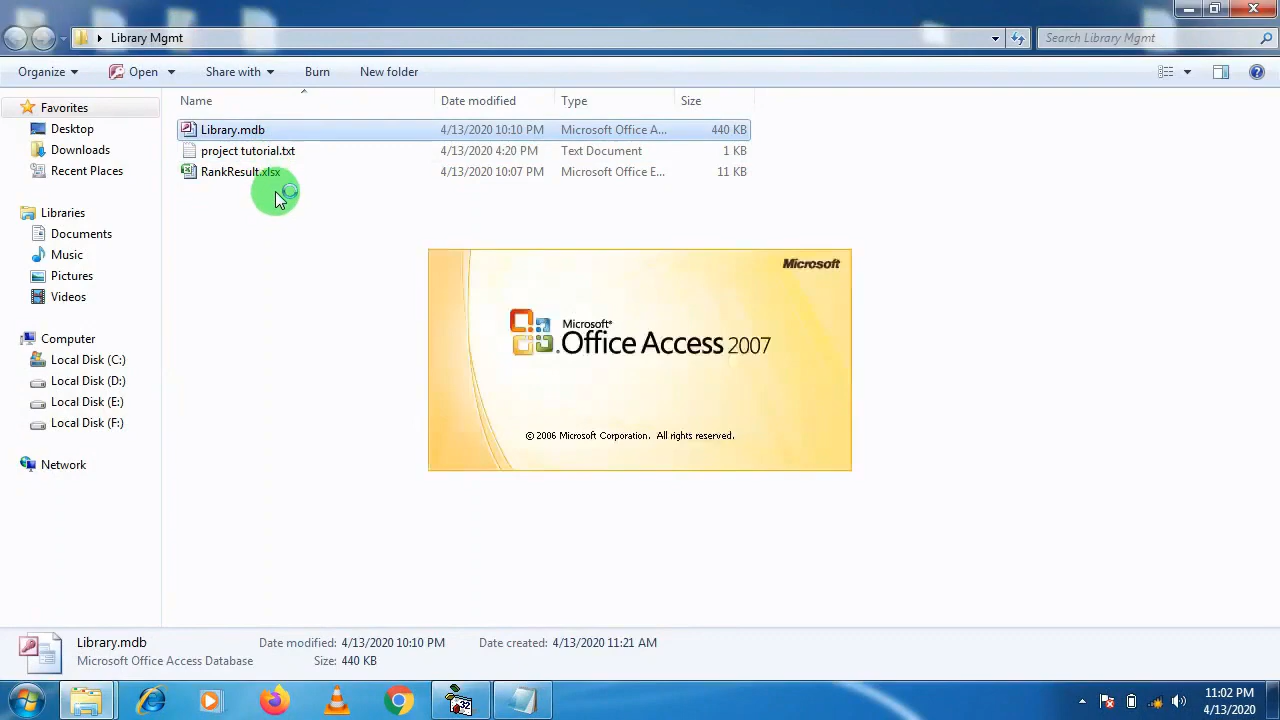 Library Mgmt
Search Library Mgmt
Organize Open Share with Burn New folder
Name Date modified Type Size
Favorites
Desktop
Downloads
Recent Places
Libraries
Documents
Music
Pictures
Videos
Computer
Local Disk (C:)
Local Disk (D:)
Local Disk (E:)
Local Disk (F:)
Network
Library.mdb 4/13/2020 10:10 PM Microsoft Office A... 440 KB
project tutorial.txt 4/13/2020 4:20 PM Text Document 1 KB
RankResult.xlsx 4/13/2020 10:07 PM Microsoft Office E... 11 KB
Microsoft
Microsoft®
Office Access 2007
© 2006 Microsoft Corporation. All rights reserved.
Library.mdb Date modified: 4/13/2020 10:10 PM Date created: 4/13/2020 11:21 AM
Microsoft Office Access Database Size: 440 KB
32
11:02 PM
4/13/2020